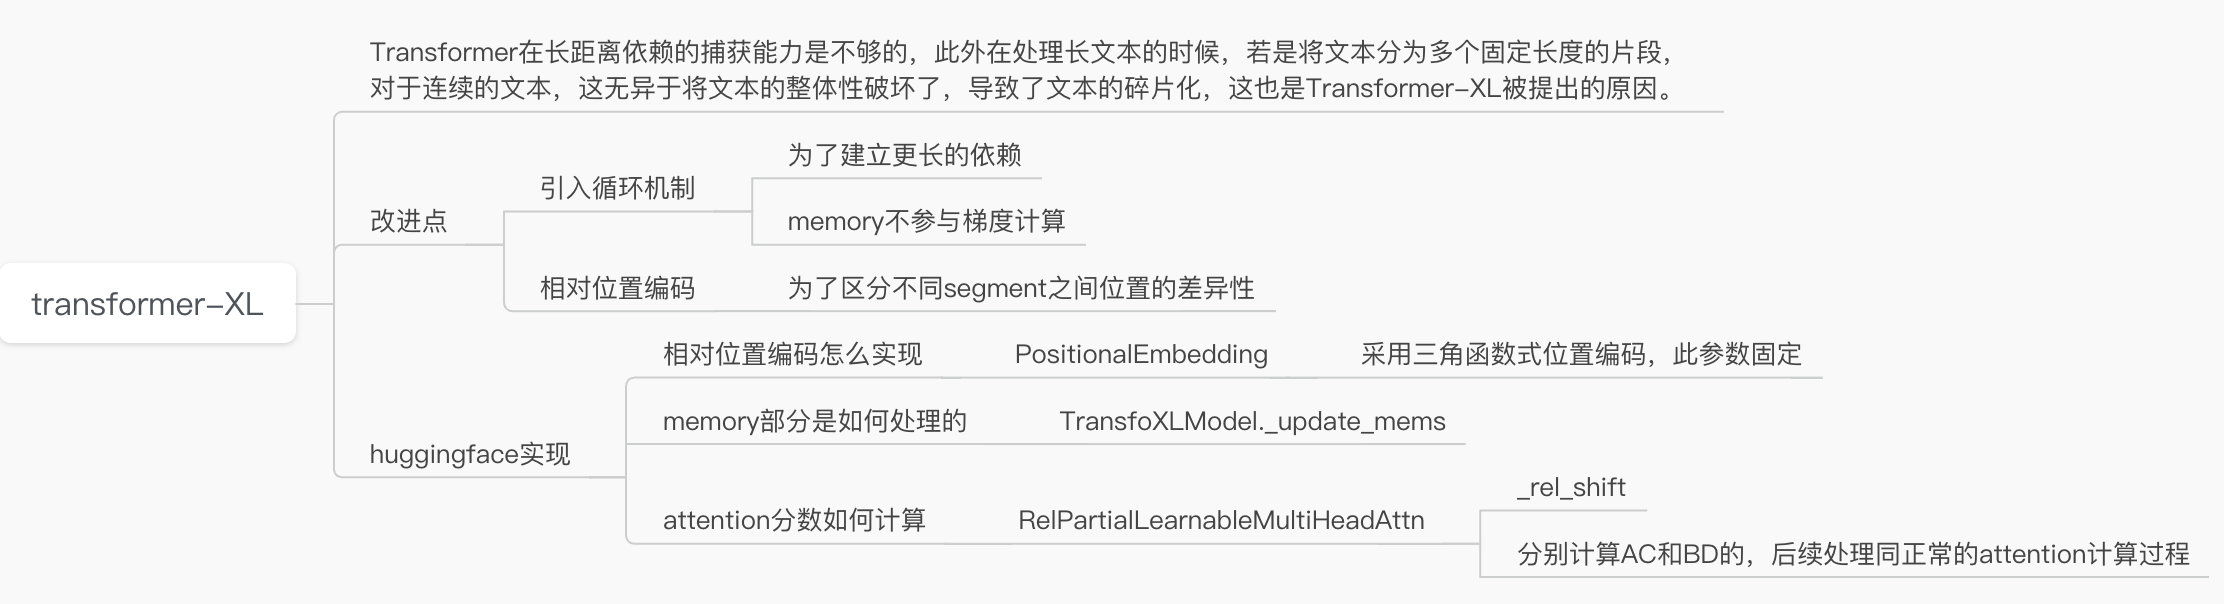 Transformer在长距离依赖的捕获能力是不够的，此外在处理长文本的时候，若是将文本分为多个固定长度的片段，
对于连续的文本，这无异于将文本的整体性破坏了，导致了文本的碎片化，这也是Transformer-XL被提出的原因。
为了建立更长的依赖
引入循环机制
改进点
memory不参与梯度计算
相对位置编码
为了区分不同segment之间位置的差异性
transformer-XL
相对位置编码怎么实现
PositionalEmbedding
采用三角函数式位置编码，此参数固定
memory部分是如何处理的
TransfoXLModel._update_mems
huggingface实现
_rel_shift
attention分数如何计算
RelPartialLearnableMultiHeadAttn
分别计算AC和BD的，后续处理同正常的attention计算过程